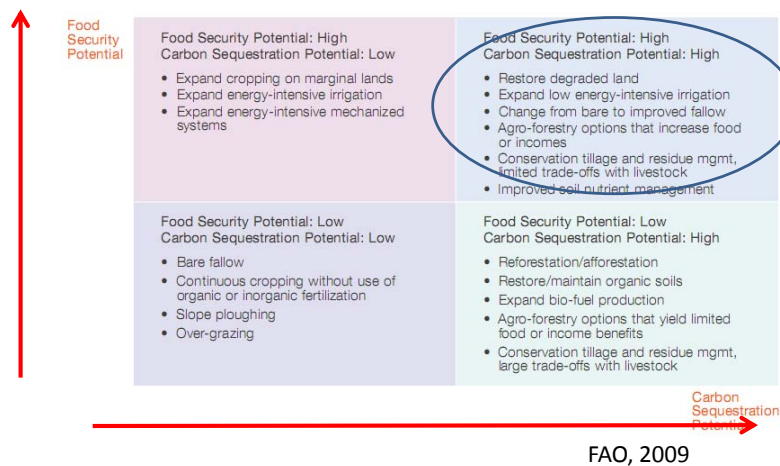 Food
Security
Potential
Food Security Potential: High
Carbon Sequestration Potential: Low
• Expand cropping on marginal lands
• Expand energy-intensive irrigation
• Expand energy-intensive mechanized
systems
Food Security Potential: High
Carbon Sequestration Potential: High
• Restore degraded land
• Expand low energy-intensive irrigation
• Change from bare to improved fallow
• Agro-forestry options that increase food
or incomes
• Conservation tillage and residue mgmt,
limited trade-offs with livestock
• Improved soil nutrient management
Food Security Potential: Low
Carbon Sequestration Potential: Low
• Bare fallow
• Continuous cropping without use of
organic or inorganic fertilization
• Slope ploughing
• Over-grazing
Food Security Potential: Low
Carbon Sequestration Potential: High
• Reforestation/afforestation
• Restore/maintain organic soils
• Expand bio-fuel production
• Agro-forestry options that yield limited
food or income benefits
• Conservation tillage and residue mgmt,
large trade-offs with livestock
Carbon
Sequestration
Potential
FAO, 2009